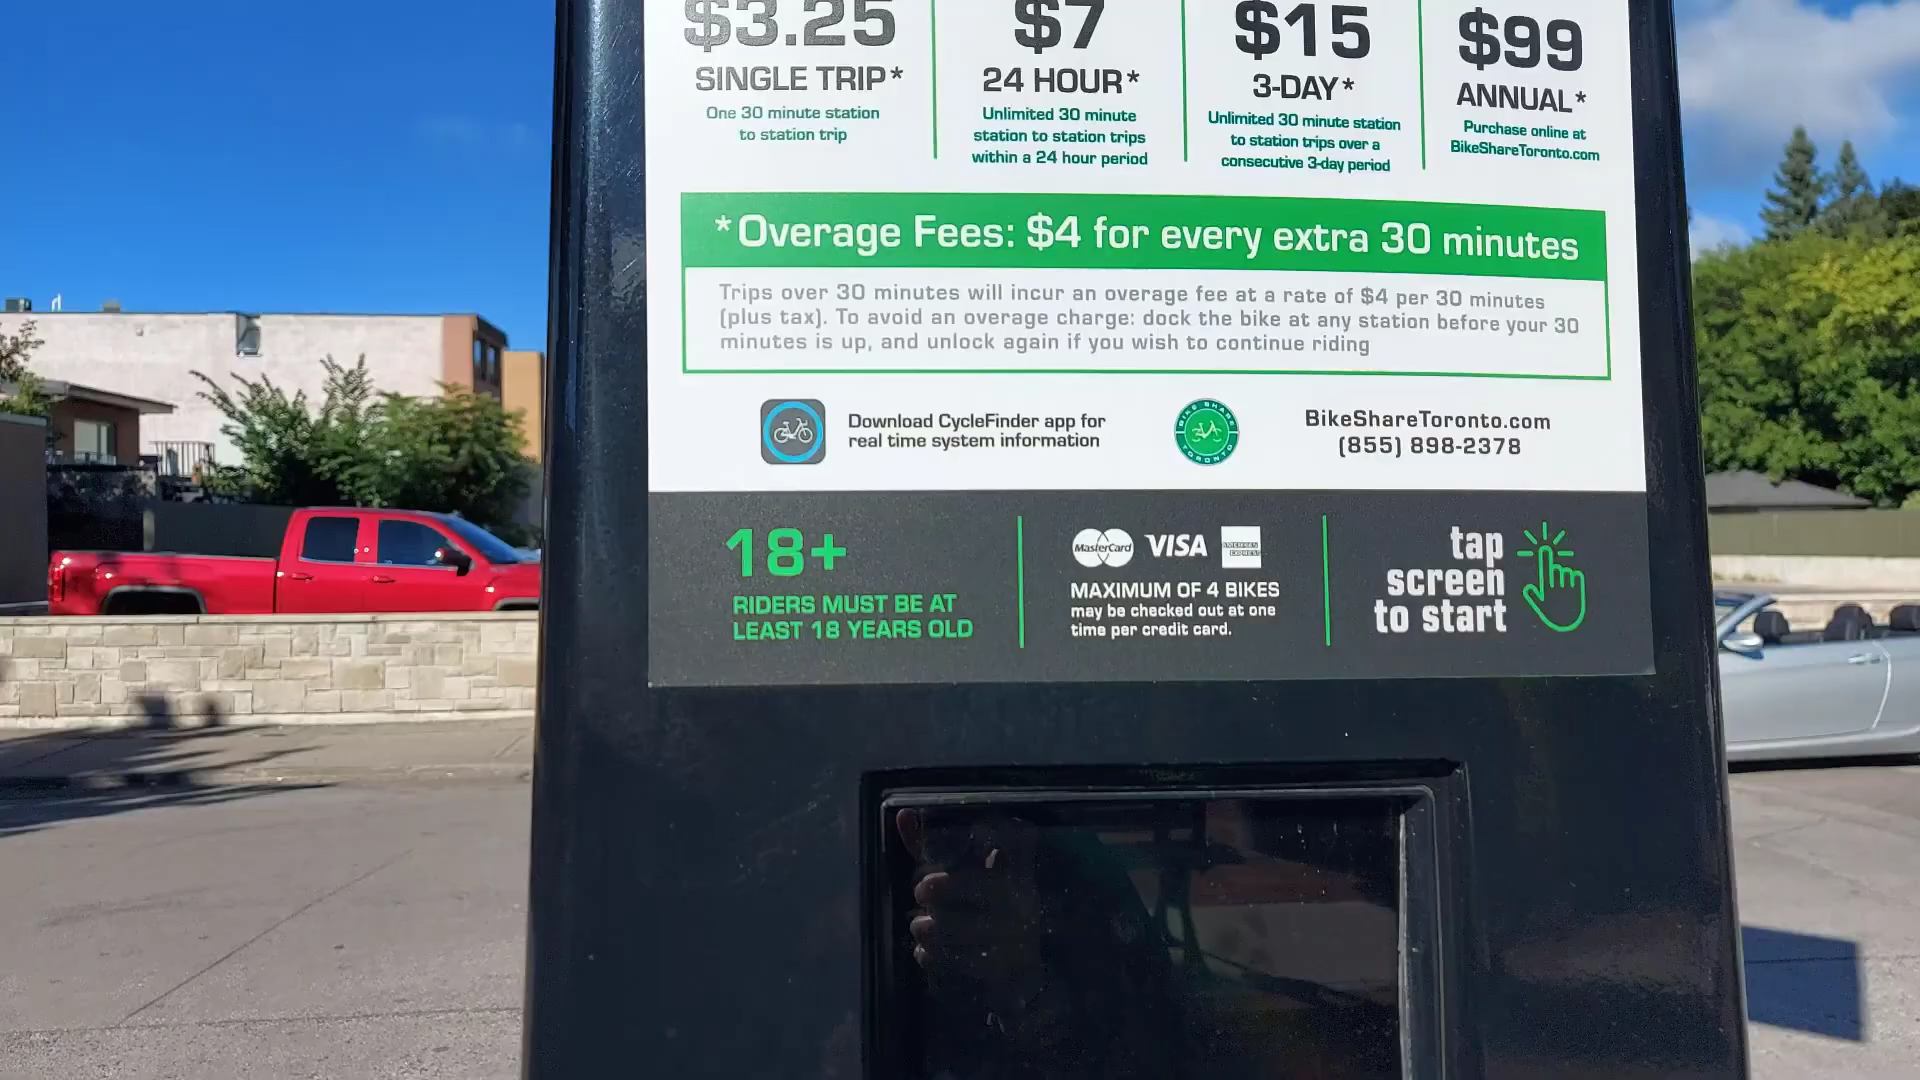 $3.25
SINGLE TRIP*
One 30 minute station
to station trip
$7
24 HOUR*
Unlimited 30 minute
station to station trips
within a 24 hour period
$15
3-DAY*
Unlimited 30 minute station
to station trips over a
consecutive 3-day period
$99
ANNUAL*
Purchase online at
BikeShareToronto.com
*Overage Fees: $4 for every extra 30 minutes
Trips over 30 minutes will incur an overage fee at a rate of $4 per 30 minutes
(plus tax). To avoid an overage charge: dock the bike at any station before your 30
minutes is up, and unlock again if you wish to continue riding
Download CycleFinder app for
real time system information
BIKE SHARE
TORONTO
BikeShareToronto.com
(855) 898-2378
18+
RIDERS MUST BE AT
LEAST 18 YEARS OLD
MasterCard VISA AMERICAN EXPRESS
MAXIMUM OF 4 BIKES
may be checked out at one
time per credit card.
tap
screen
to start